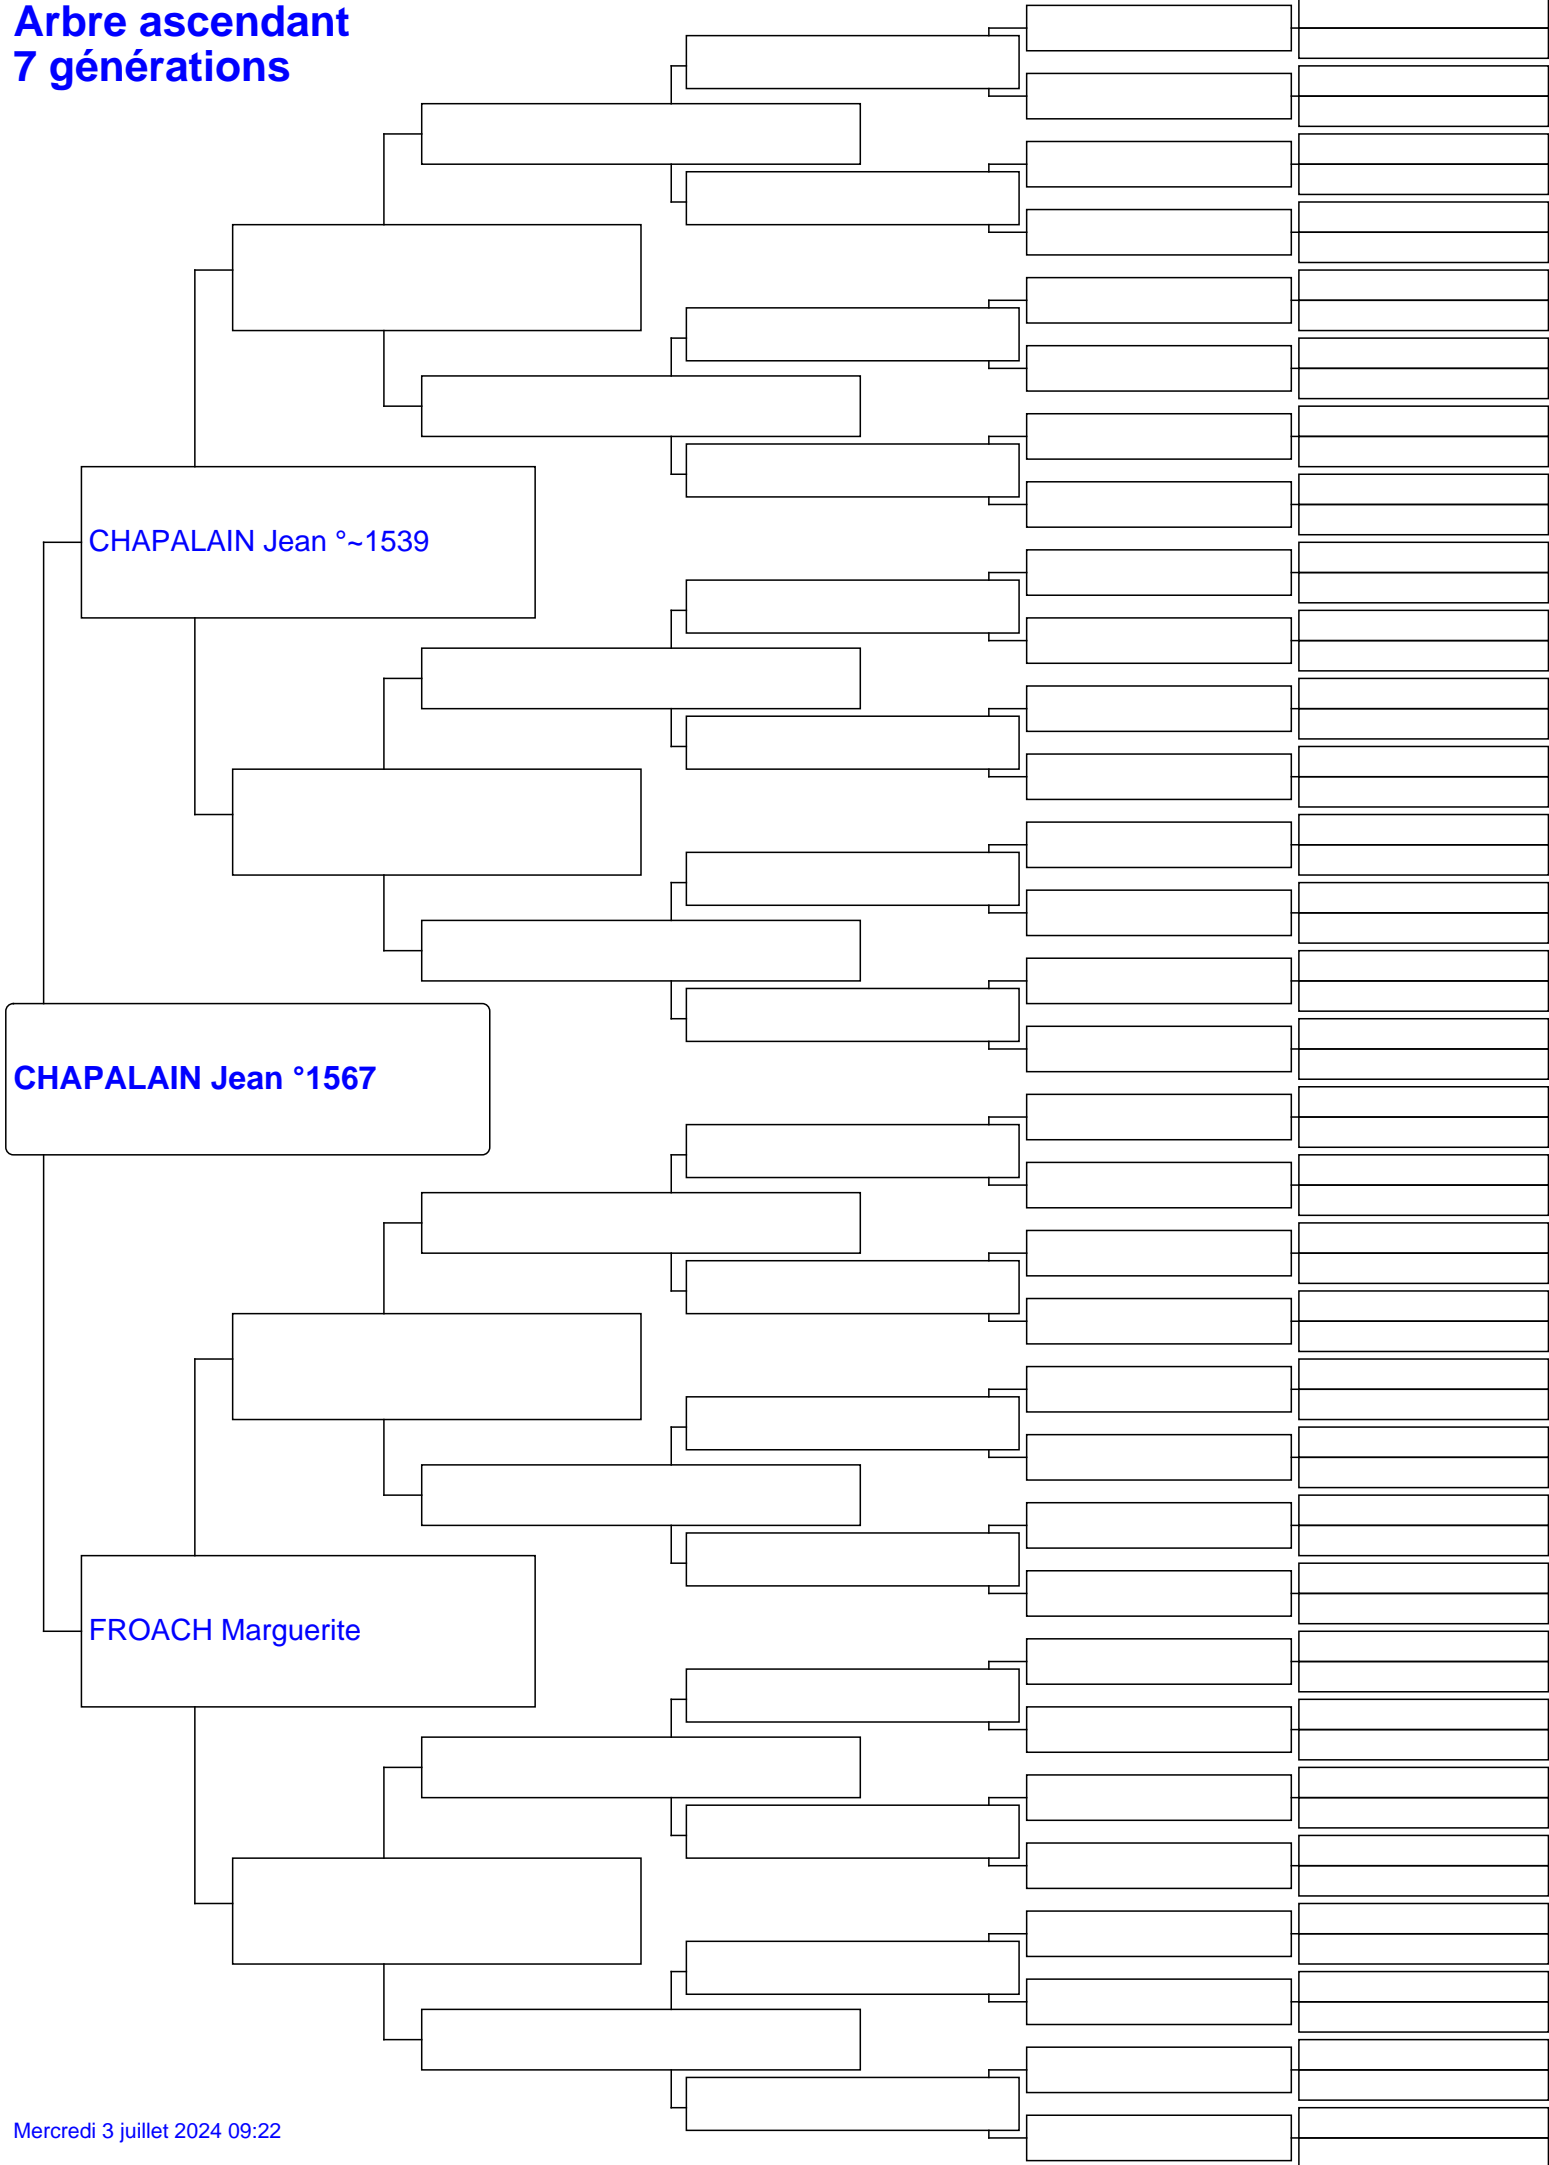 Arbre ascendant
7 générations
CHAPALAIN Jean °~1539
CHAPALAIN Jean °1567
FROACH Marguerite
Mercredi 3 juillet 2024 09:22